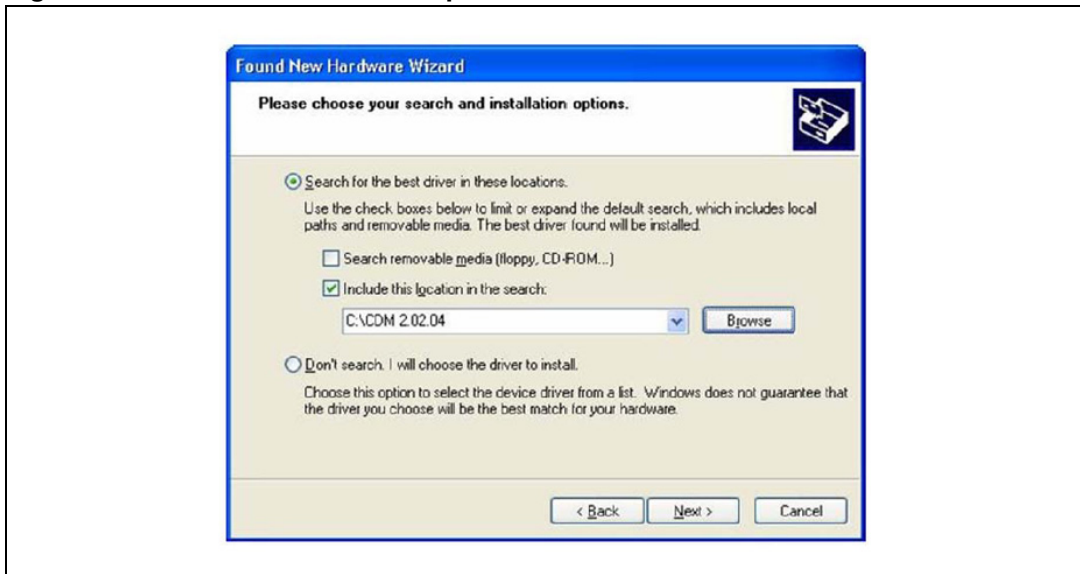 Found New Hardware Wizard
Please choose your search and installation options.
Search for the best driver in these locations.
Use the check boxes below to limit or expand the default search, which includes local
paths and removable media. The best driver found will be installed.
Search removable media (floppy, CD-ROM...)
Include this location in the search:
C:\CDM 2.02.04
Browse
Don't search. I will choose the driver to install.
Choose this option to select the device driver from a list. Windows does not guarantee that
the driver you choose will be the best match for your hardware.
< Back
Next >
Cancel